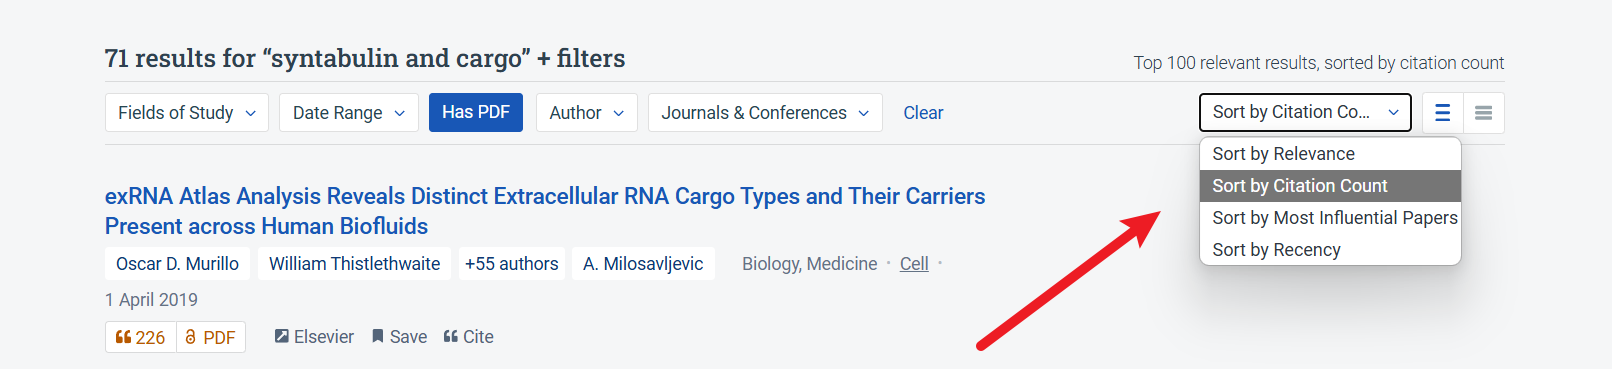 71 results for “syntabulin and cargo” + filters
Top 100 relevant results, sorted by citation count
Fields of Study Date Range Has PDF Author Journals & Conferences Clear Sort by Citation Co...
Sort by Relevance
Sort by Citation Count
Sort by Most Influential Papers
Sort by Recency
exRNA Atlas Analysis Reveals Distinct Extracellular RNA Cargo Types and Their Carriers
Present across Human Biofluids
Oscar D. Murillo William Thistlethwaite +55 authors A. Milosavljevic Biology, Medicine · Cell ·
1 April 2019
226 PDF Elsevier Save Cite